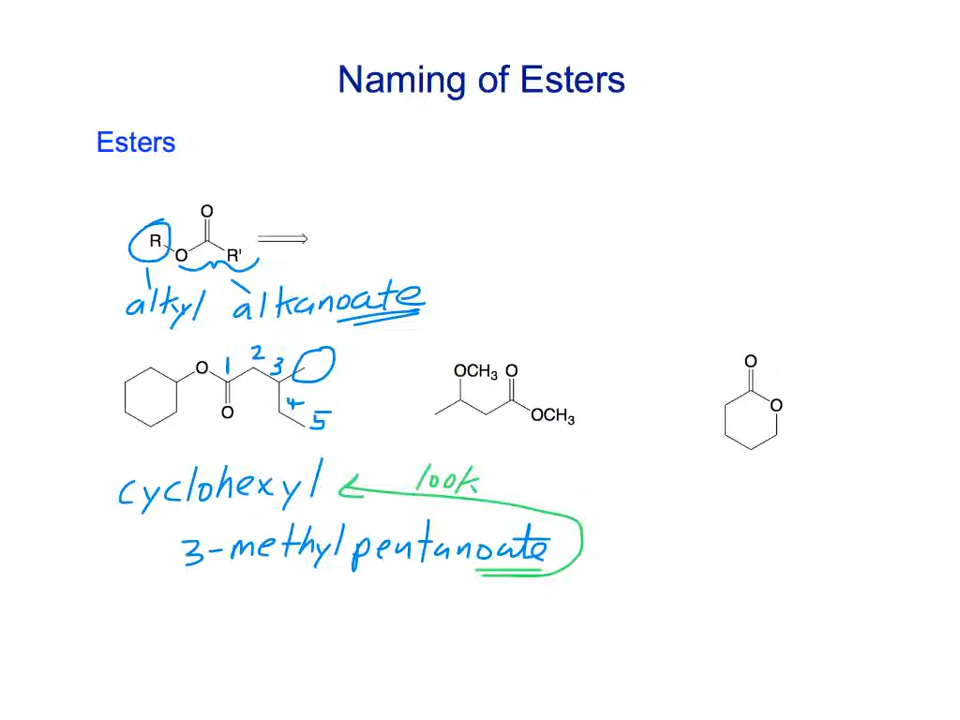 Naming of Esters
Esters
O
R
O
R'
alkyl alkanoate
O 1 2 3
4
5
O
OCH3 O
OCH3
O
O
cyclohexyl
look
3-methylpentanoate